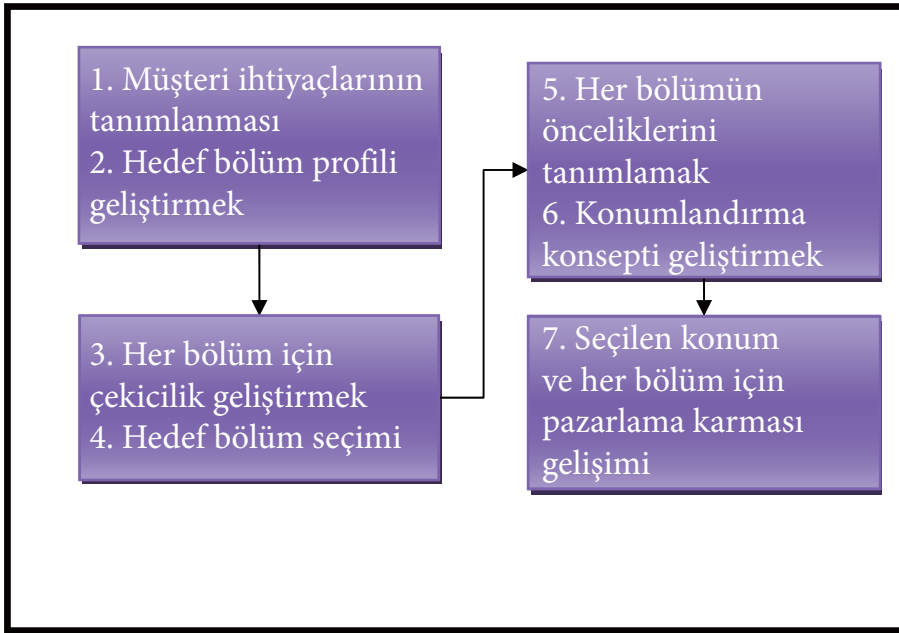 1. Müşteri ihtiyaçlarının
tanımlanması
2. Hedef bölüm profili
geliştirmek
3. Her bölüm için
çekicilik geliştirmek
4. Hedef bölüm seçimi
5. Her bölümün
önceliklerini
tanımlamak
6. Konumlandırma
konsepti geliştirmek
7. Seçilen konum
ve her bölüm için
pazarlama karması
gelişimi